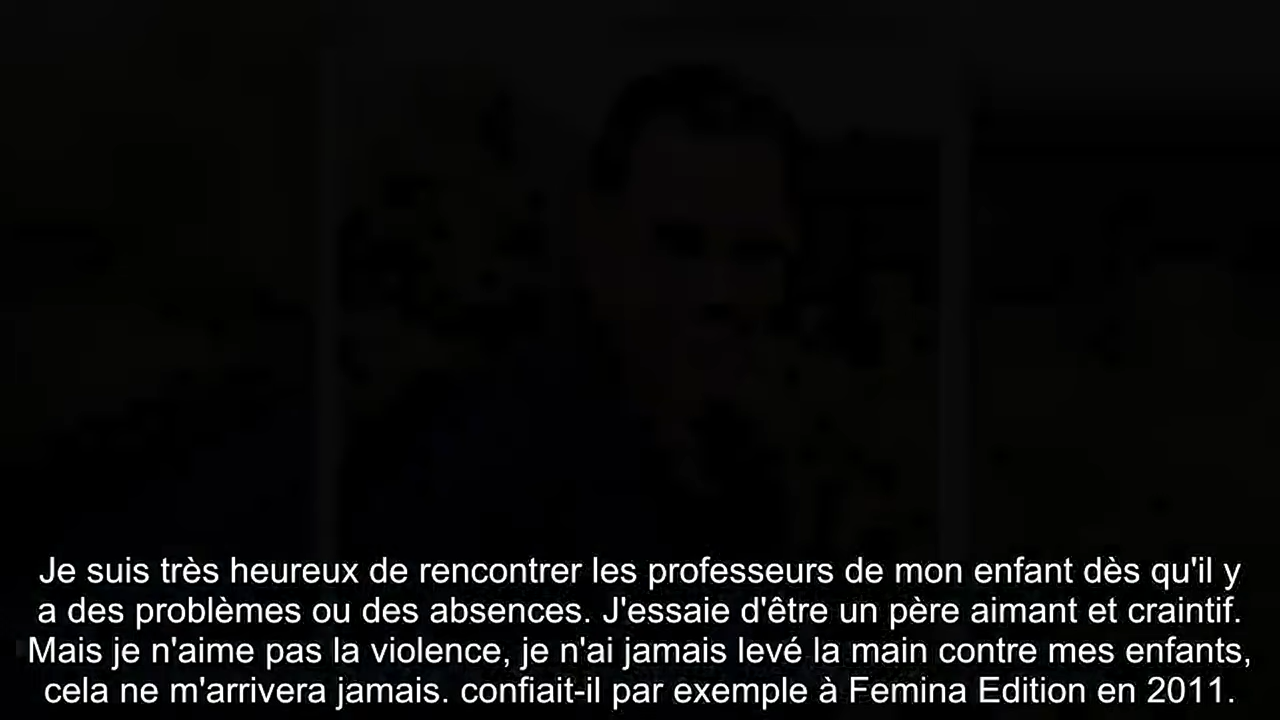 Je suis très heureux de rencontrer les professeurs de mon enfant dès qu'il y
a des problèmes ou des absences. J'essaie d'être un père aimant et craintif.
Mais je n'aime pas la violence, je n'ai jamais levé la main contre mes enfants,
cela ne m'arrivera jamais. confiait-il par exemple à Femina Edition en 2011.